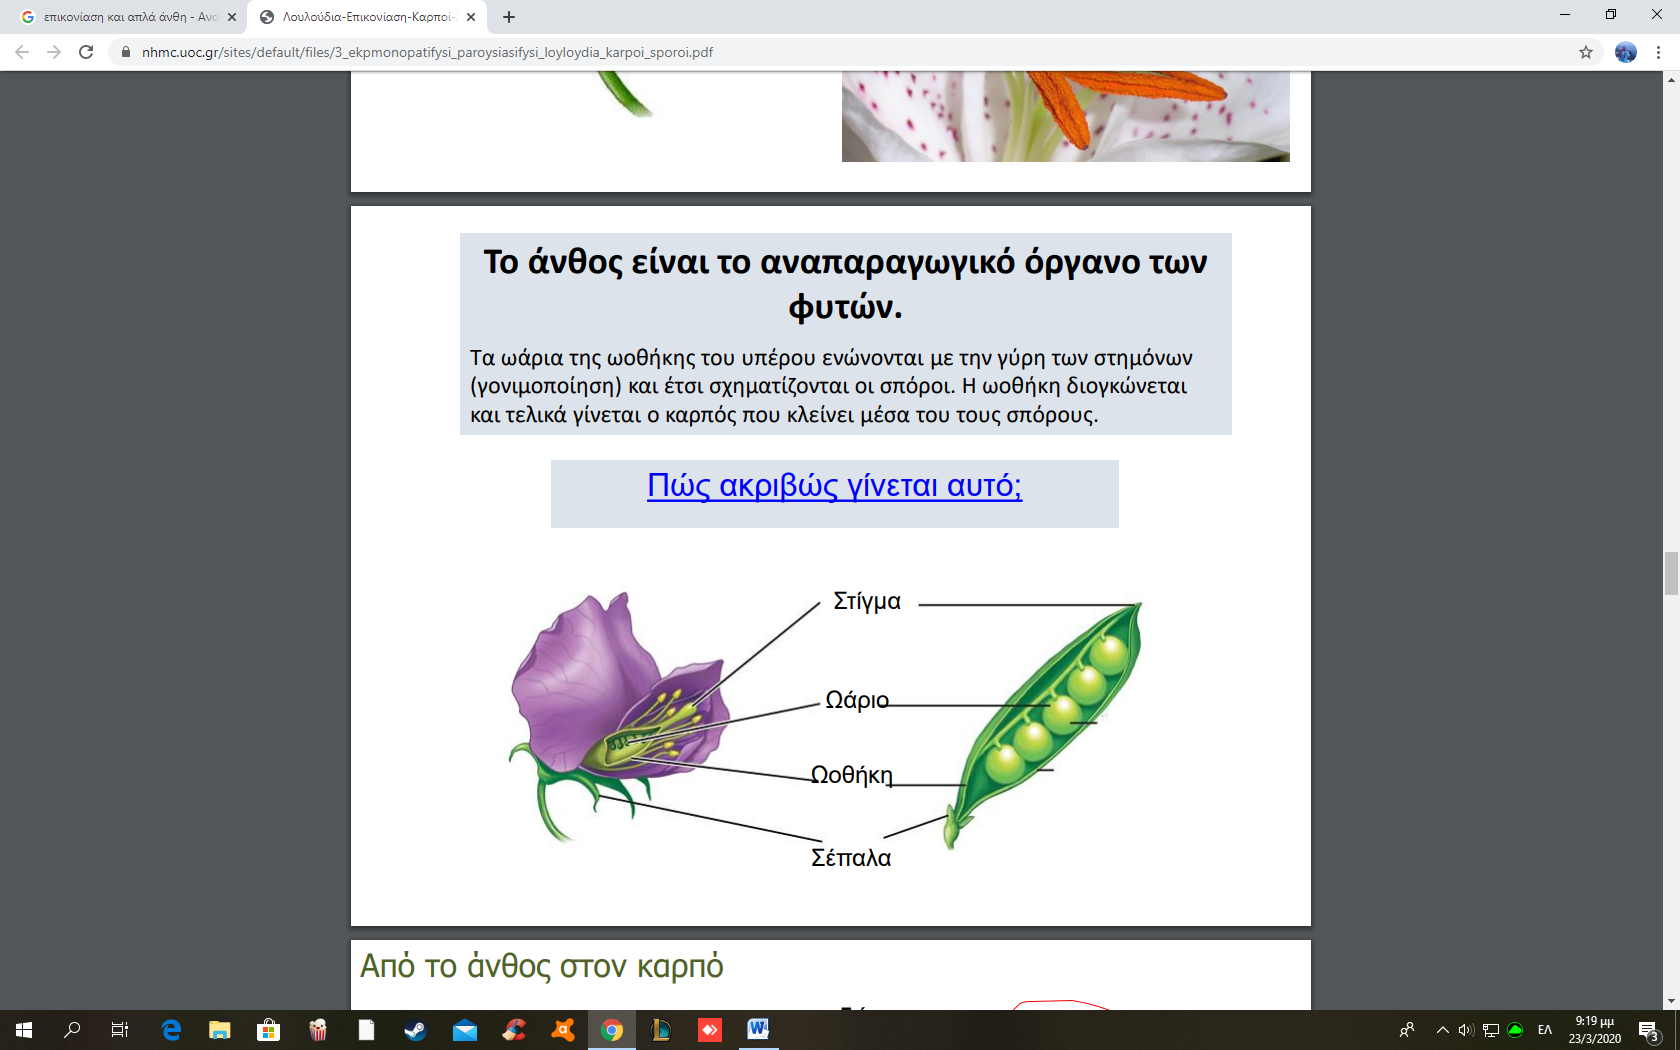 επικονίαση και απλά άνθη - Ανα
Λουλούδια-Επικονίαση-Καρποί-
nhmc.uoc.gr/sites/default/files/3_ekpmonopatifysi_paroysiasifysi_loyloydia_karpoi_sporoi.pdf
Το άνθος είναι το αναπαραγωγικό όργανο των
φυτών.
Τα ωάρια της ωοθήκης του υπέρου ενώνονται με την γύρη των στημόνων
(γονιμοποίηση) και έτσι σχηματίζονται οι σπόροι. Η ωοθήκη διογκώνεται
και τελικά γίνεται ο καρπός που κλείνει μέσα του τους σπόρους.
Πώς ακριβώς γίνεται αυτό;
Στίγμα
Ωάριο
Ωοθήκη
Σέπαλα
Από το άνθος στον καρπό
ΕΛ
9:19 μμ
23/3/2020
3